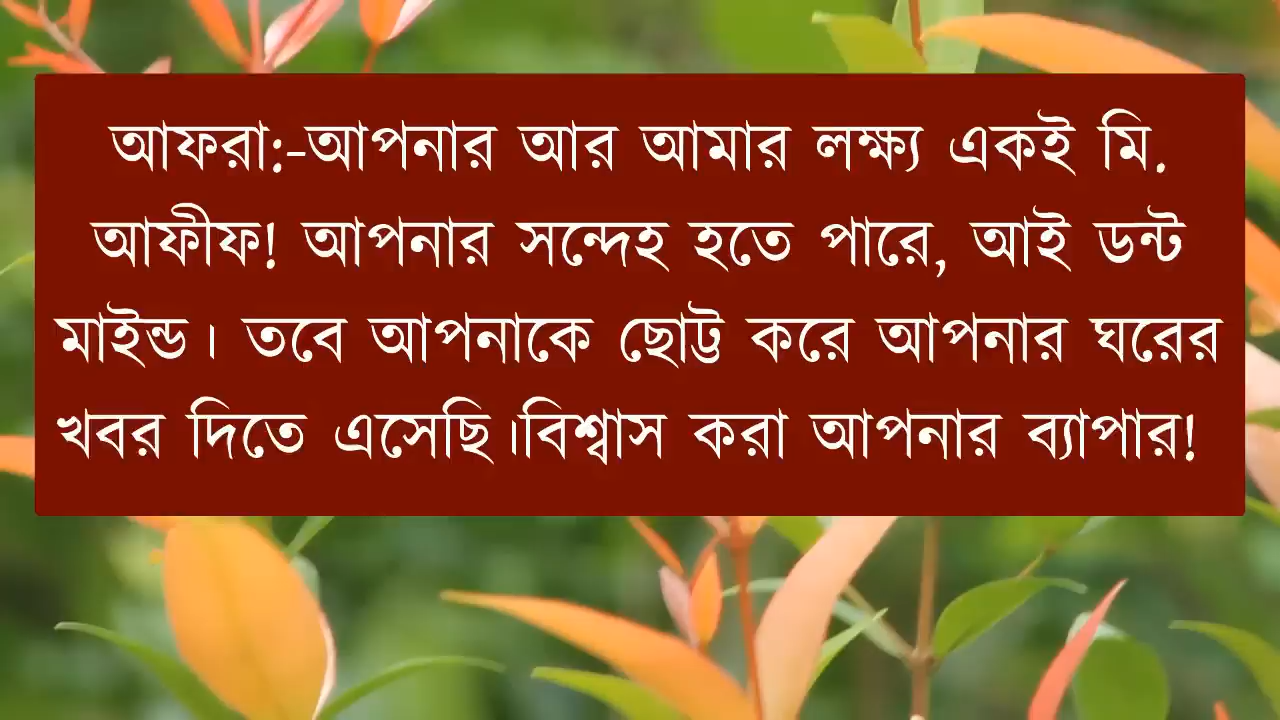 আফরা:-আপনার আর আমার লক্ষ্য একই মি.
আফীফ! আপনার সন্দেহ হতে পারে, আই ডন্ট
মাইন্ড। তবে আপনাকে ছোট্ট করে আপনার ঘরের
খবর দিতে এসেছি।বিশ্বাস করা আপনার ব্যাপার!